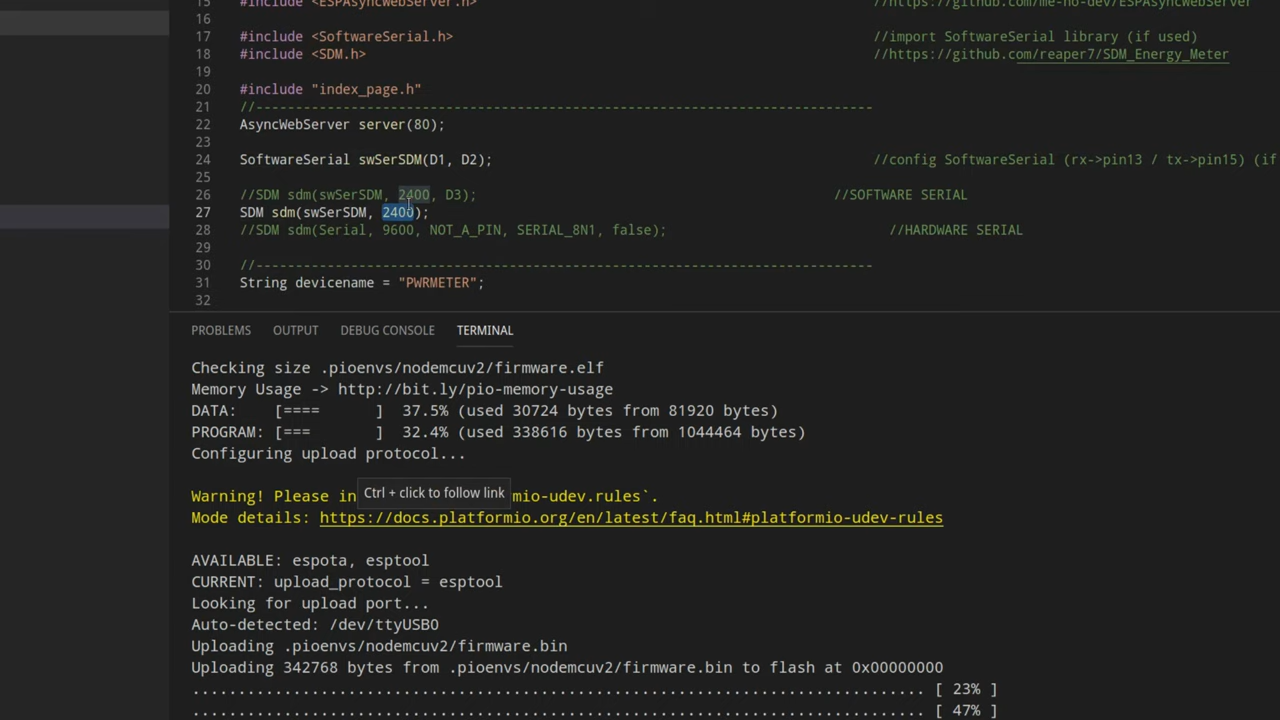 15 #include <ESPAsyncWebServer.h> //https://github.com/me-no-dev/ESPAsyncWebServer
16
17 #include <SoftwareSerial.h> //import SoftwareSerial library (if used)
18 #include <SDM.h> //https://github.com/reaper7/SDM_Energy_Meter
19
20 #include "index_page.h"
21 //------------------------------------------------------------------------------
22 AsyncWebServer server(80);
23
24 SoftwareSerial swSerSDM(D1, D2); //config SoftwareSerial (rx->pin13 / tx->pin15) (if
25
26 //SDM sdm(swSerSDM, 2400, D3); //SOFTWARE SERIAL
27 SDM sdm(swSerSDM, 2400);
28 //SDM sdm(Serial, 9600, NOT_A_PIN, SERIAL_8N1, false); //HARDWARE SERIAL
29
30 //------------------------------------------------------------------------------
31 String devicename = "PWRMETER";
32
PROBLEMS OUTPUT DEBUG CONSOLE TERMINAL
Checking size .pioenvs/nodemcuv2/firmware.elf
Memory Usage -> http://bit.ly/pio-memory-usage
DATA: [==== ] 37.5% (used 30724 bytes from 81920 bytes)
PROGRAM: [=== ] 32.4% (used 338616 bytes from 1044464 bytes)
Configuring upload protocol...
Ctrl + click to follow link
Warning! Please in mio-udev.rules`.
Mode details: https://docs.platformio.org/en/latest/faq.html#platformio-udev-rules
AVAILABLE: espota, esptool
CURRENT: upload_protocol = esptool
Looking for upload port...
Auto-detected: /dev/ttyUSB0
Uploading .pioenvs/nodemcuv2/firmware.bin
Uploading 342768 bytes from .pioenvs/nodemcuv2/firmware.bin to flash at 0x00000000
................................................................................ [ 23% ]
................................................................................ [ 47% ]